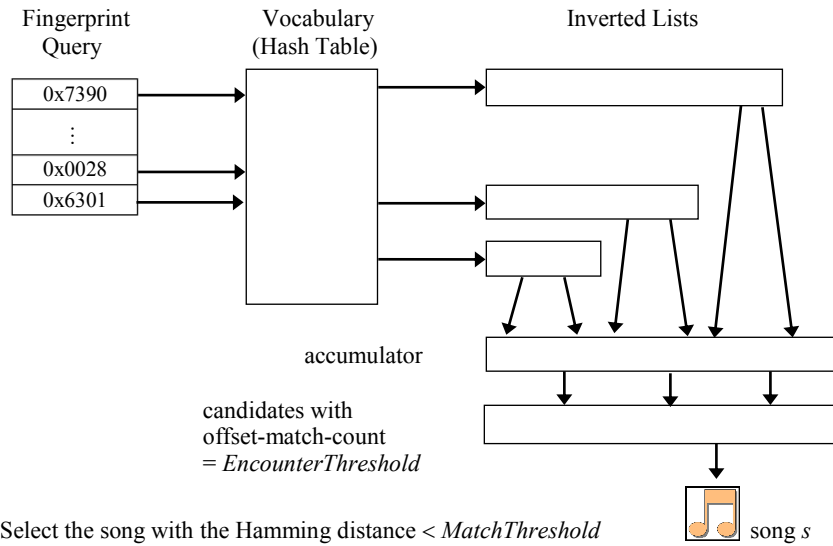 Fingerprint
Query
Vocabulary
(Hash Table)
Inverted Lists
0x7390
⋮
0x0028
0x6301
accumulator
candidates with
offset-match-count
= EncounterThreshold
Select the song with the Hamming distance < MatchThreshold
song s